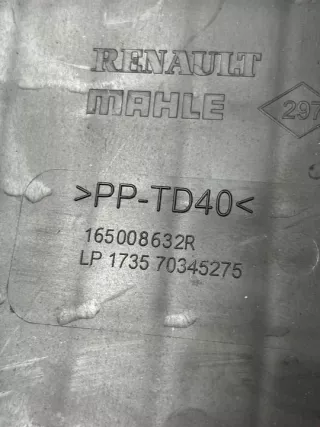 RENAULT
MAHLE
297
>PP-TD40<
165008632R
LP 1735 70345275